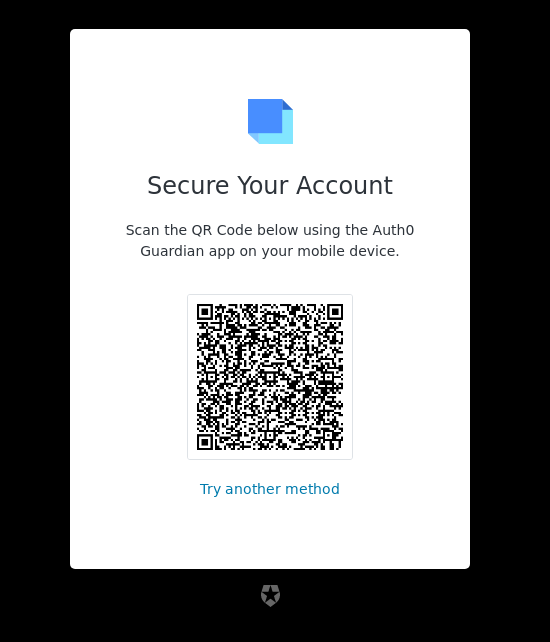 Secure Your Account
Scan the QR Code below using the Auth0
Guardian app on your mobile device.
Try another method